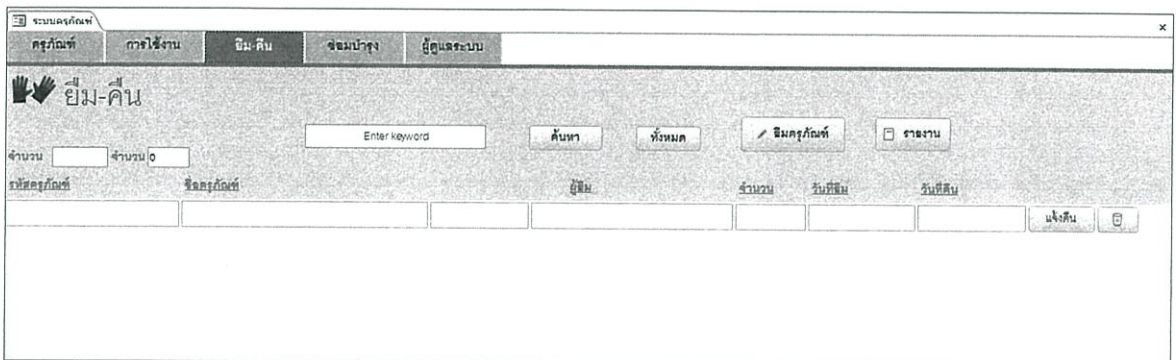 ระบบครุภัณฑ์
ครุภัณฑ์ การใช้งาน ยืม-คืน ซ่อมบำรุง ผู้ดูแลระบบ
ยืม-คืน
Enter keyword ค้นหา ทั้งหมด ยืมครุภัณฑ์ รายงาน
จำนวน จำนวน 0
รหัสครุภัณฑ์ ชื่อครุภัณฑ์ ผู้ยืม จำนวน วันที่ยืม วันที่คืน
แจ้งคืน